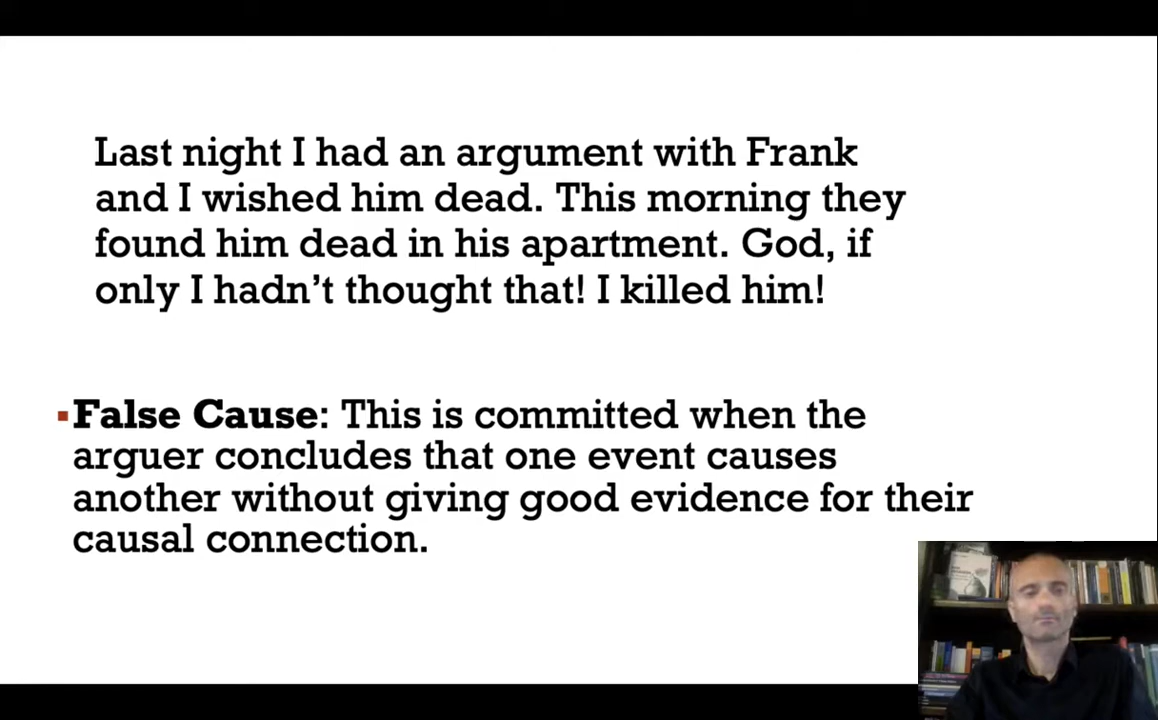 Last night I had an argument with Frank
and I wished him dead. This morning they
found him dead in his apartment. God, if
only I hadn’t thought that! I killed him!
▪False Cause: This is committed when the
arguer concludes that one event causes
another without giving good evidence for their
causal connection.